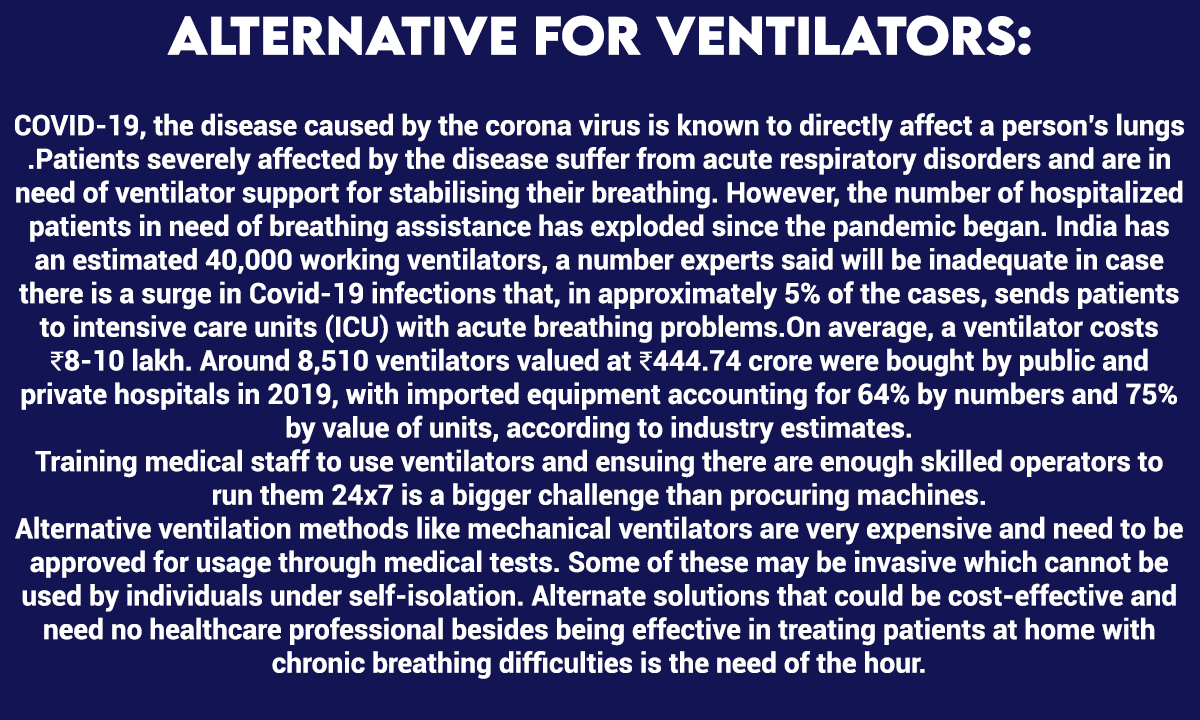 ALTERNATIVE FOR VENTILATORS:
COVID-19, the disease caused by the corona virus is known to directly affect a person's lungs
.Patients severely affected by the disease suffer from acute respiratory disorders and are in
need of ventilator support for stabilising their breathing. However, the number of hospitalized
patients in need of breathing assistance has exploded since the pandemic began. India has
an estimated 40,000 working ventilators, a number experts said will be inadequate in case
there is a surge in Covid-19 infections that, in approximately 5% of the cases, sends patients
to intensive care units (ICU) with acute breathing problems.On average, a ventilator costs
₹8-10 lakh. Around 8,510 ventilators valued at ₹444.74 crore were bought by public and
private hospitals in 2019, with imported equipment accounting for 64% by numbers and 75%
by value of units, according to industry estimates.
Training medical staff to use ventilators and ensuing there are enough skilled operators to
run them 24x7 is a bigger challenge than procuring machines.
Alternative ventilation methods like mechanical ventilators are very expensive and need to be
approved for usage through medical tests. Some of these may be invasive which cannot be
used by individuals under self-isolation. Alternate solutions that could be cost-effective and
need no healthcare professional besides being effective in treating patients at home with
chronic breathing difficulties is the need of the hour.